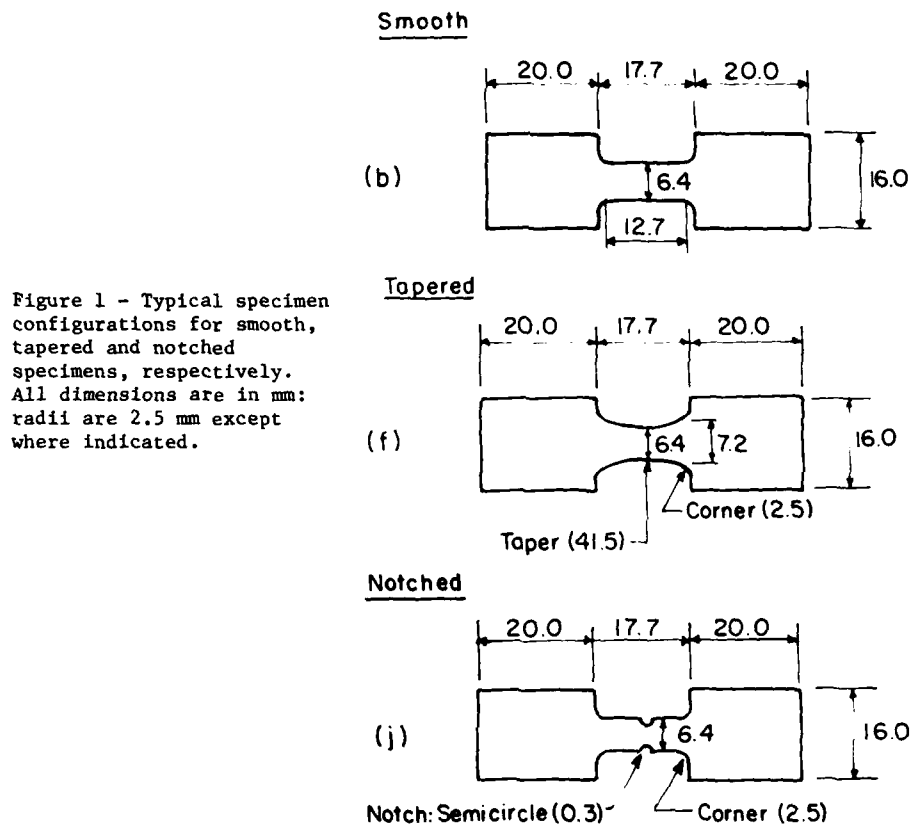 Smooth
20.0 17.7 20.0
(b)
6.4
16.0
12.7
Figure 1 - Typical specimen
configurations for smooth,
tapered and notched
specimens, respectively.
All dimensions are in mm:
radii are 2.5 mm except
where indicated.
Tapered
20.0 17.7 20.0
(f)
6.4
7.2
16.0
Corner (2.5)
Taper (41.5)
Notched
20.0 17.7 20.0
(j)
6.4
16.0
Notch: Semicircle (0.3)
Corner (2.5)